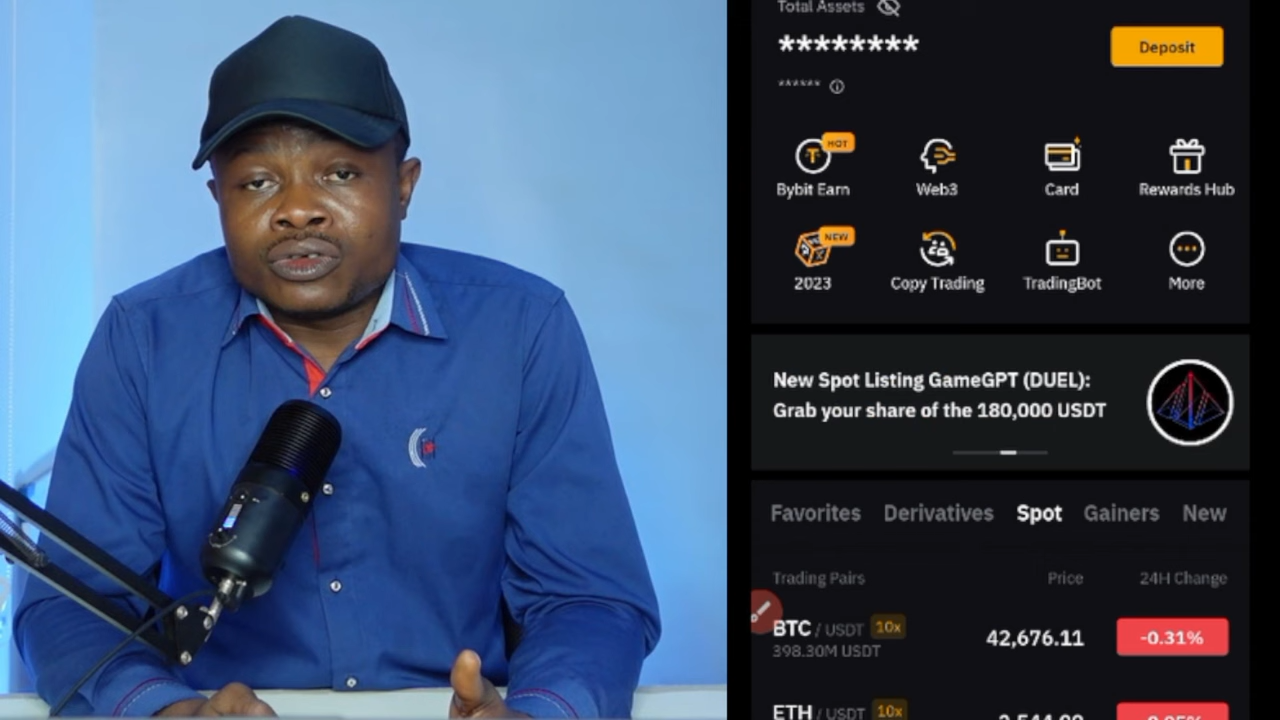 Total Assets
********
Deposit
******
HOT
Bybit Earn
Web3
Card
Rewards Hub
NEW
2023
Copy Trading
TradingBot
More
New Spot Listing GameGPT (DUEL):
Grab your share of the 180,000 USDT
Favorites Derivatives Spot Gainers New
Trading Pairs Price 24H Change
BTC / USDT 10x 42,676.11 -0.31%
398.30M USDT
ETH / USDT 10x